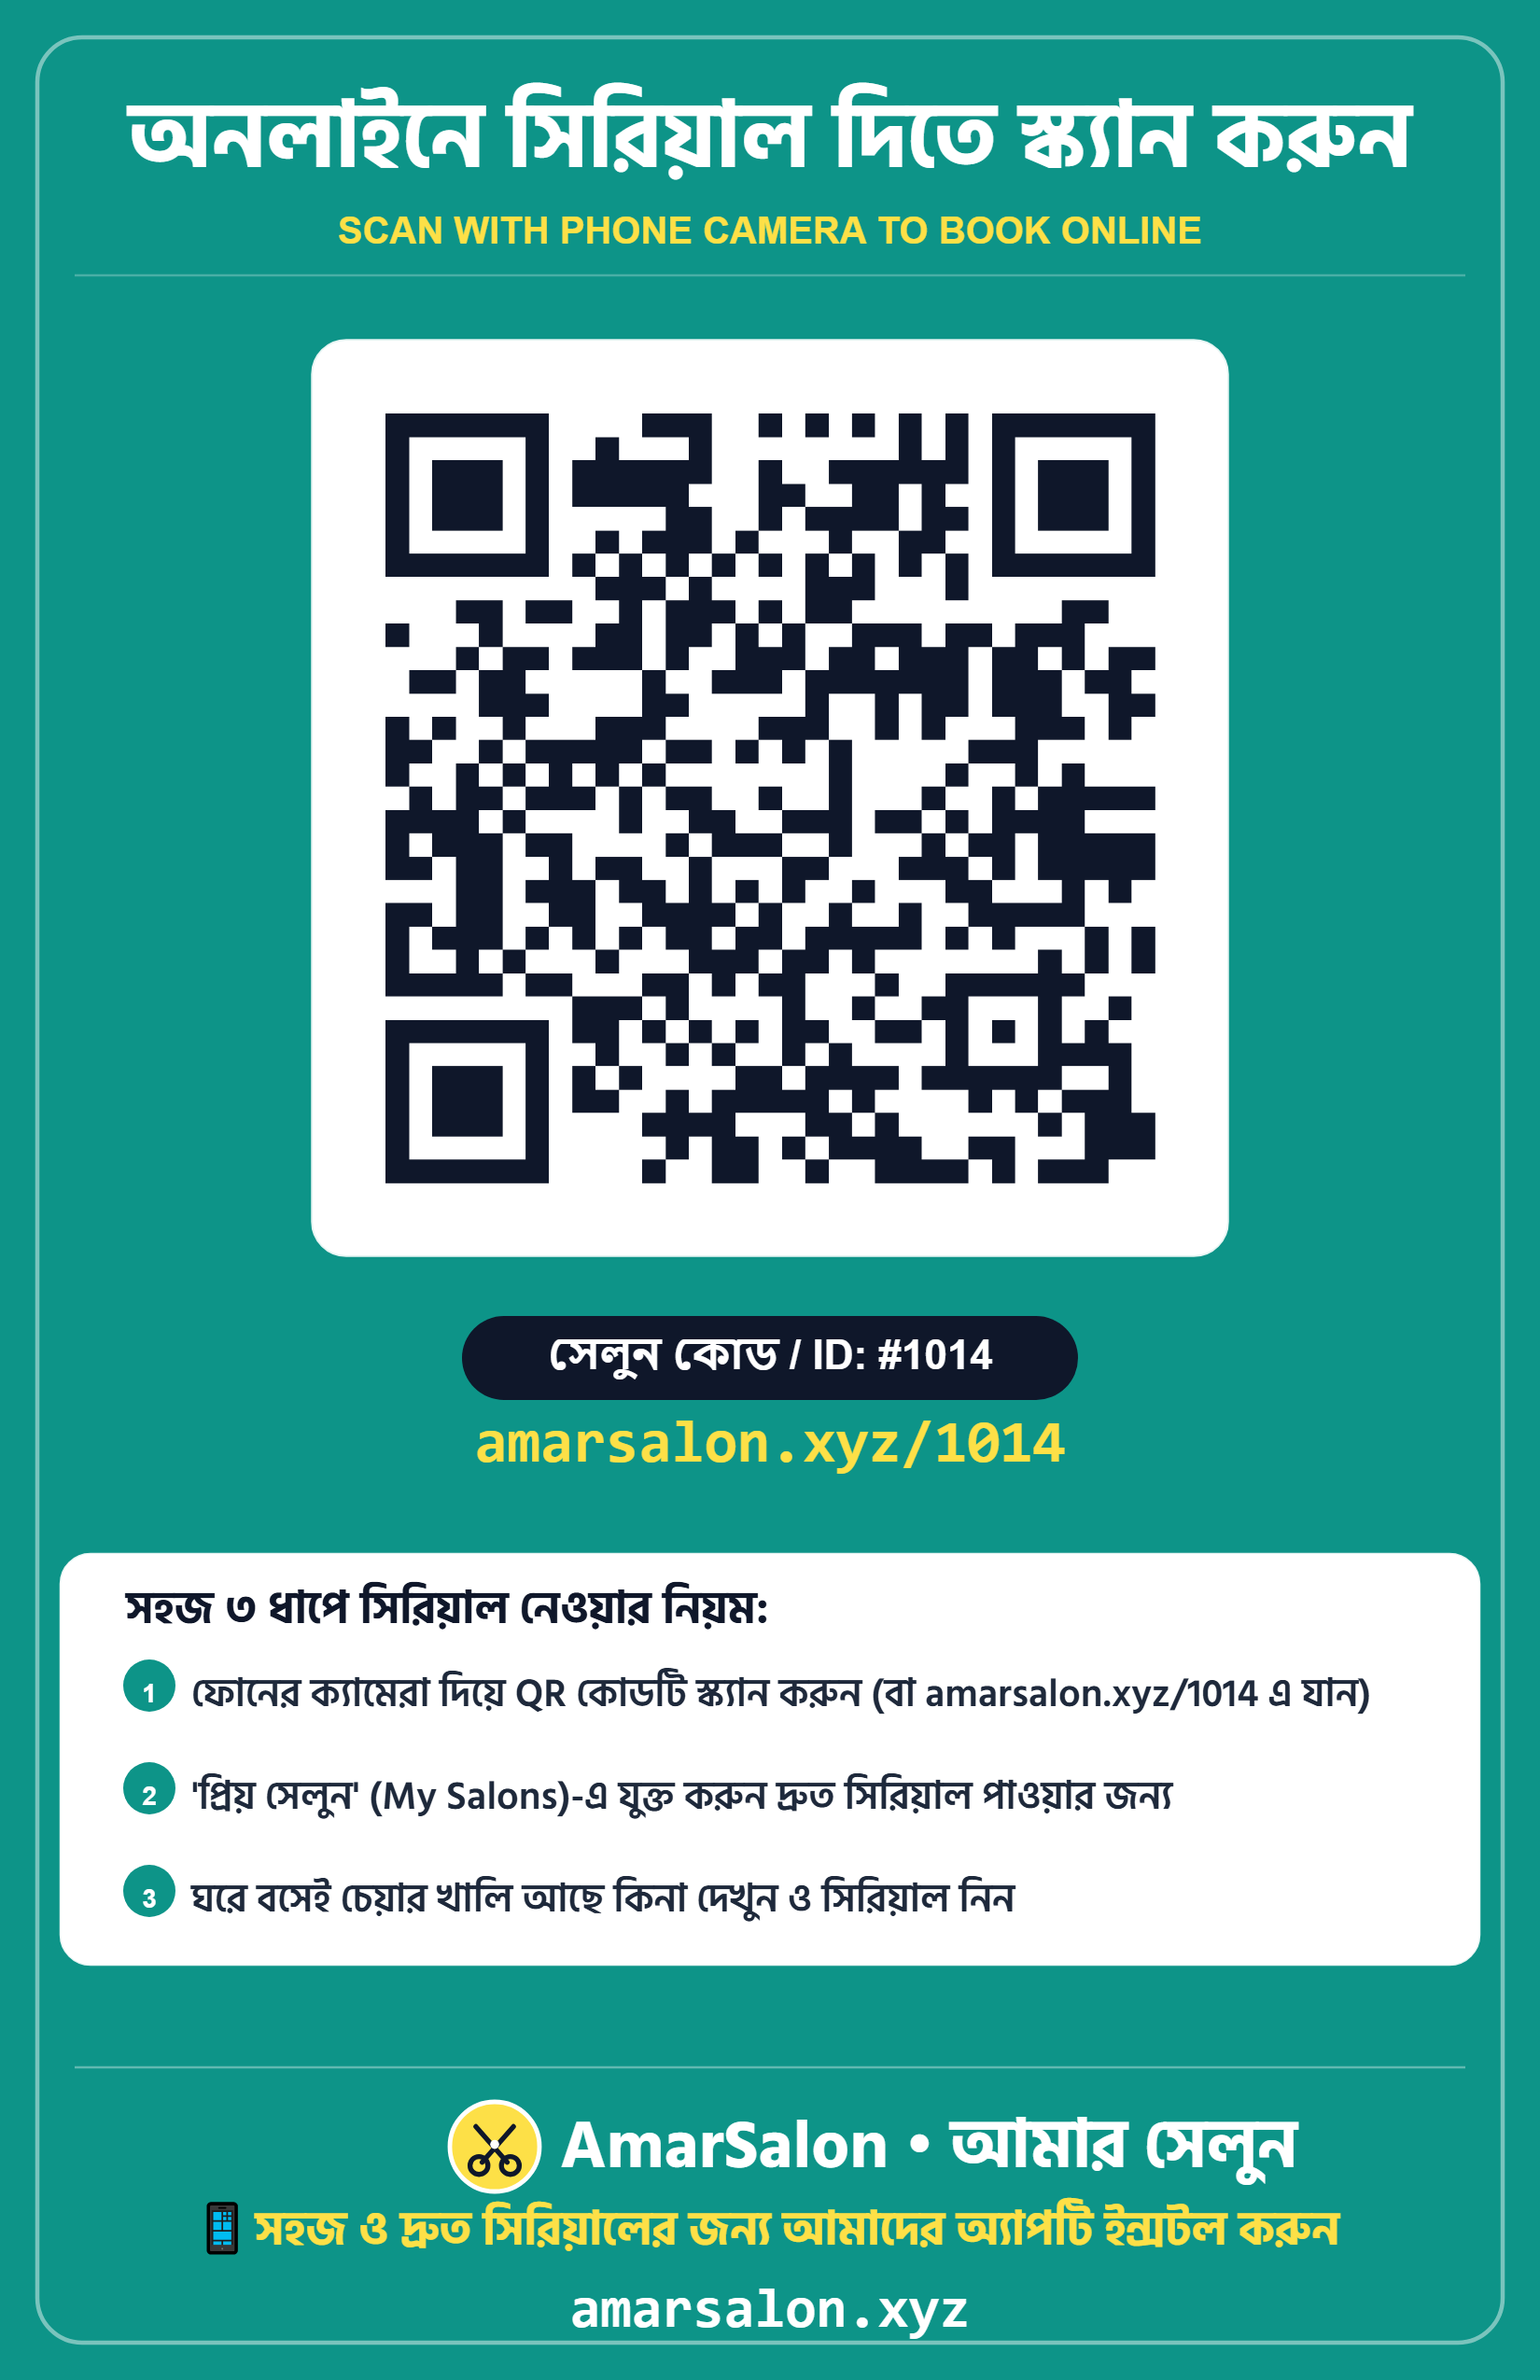 অনলাইনে সিরিয়াল দিতে স্ক্যান করুন
SCAN WITH PHONE CAMERA TO BOOK ONLINE
সেলুন কোড / ID: #1014
amarsalon.xyz/1014
সহজ ৩ ধাপে সিরিয়াল নেওয়ার নিয়ম:
1 ফোনের ক্যামেরা দিয়ে QR কোডটি স্ক্যান করুন (বা amarsalon.xyz/1014 এ যান)
2 'প্রিয় সেলুন' (My Salons)-এ যুক্ত করুন দ্রুত সিরিয়াল পাওয়ার জন্য
3 ঘরে বসেই চেয়ার খালি আছে কিনা দেখুন ও সিরিয়াল নিন
AmarSalon • আমার সেলুন
সহজ ও দ্রুত সিরিয়ালের জন্য আমাদের অ্যাপটি ইন্সটল করুন
amarsalon.xyz